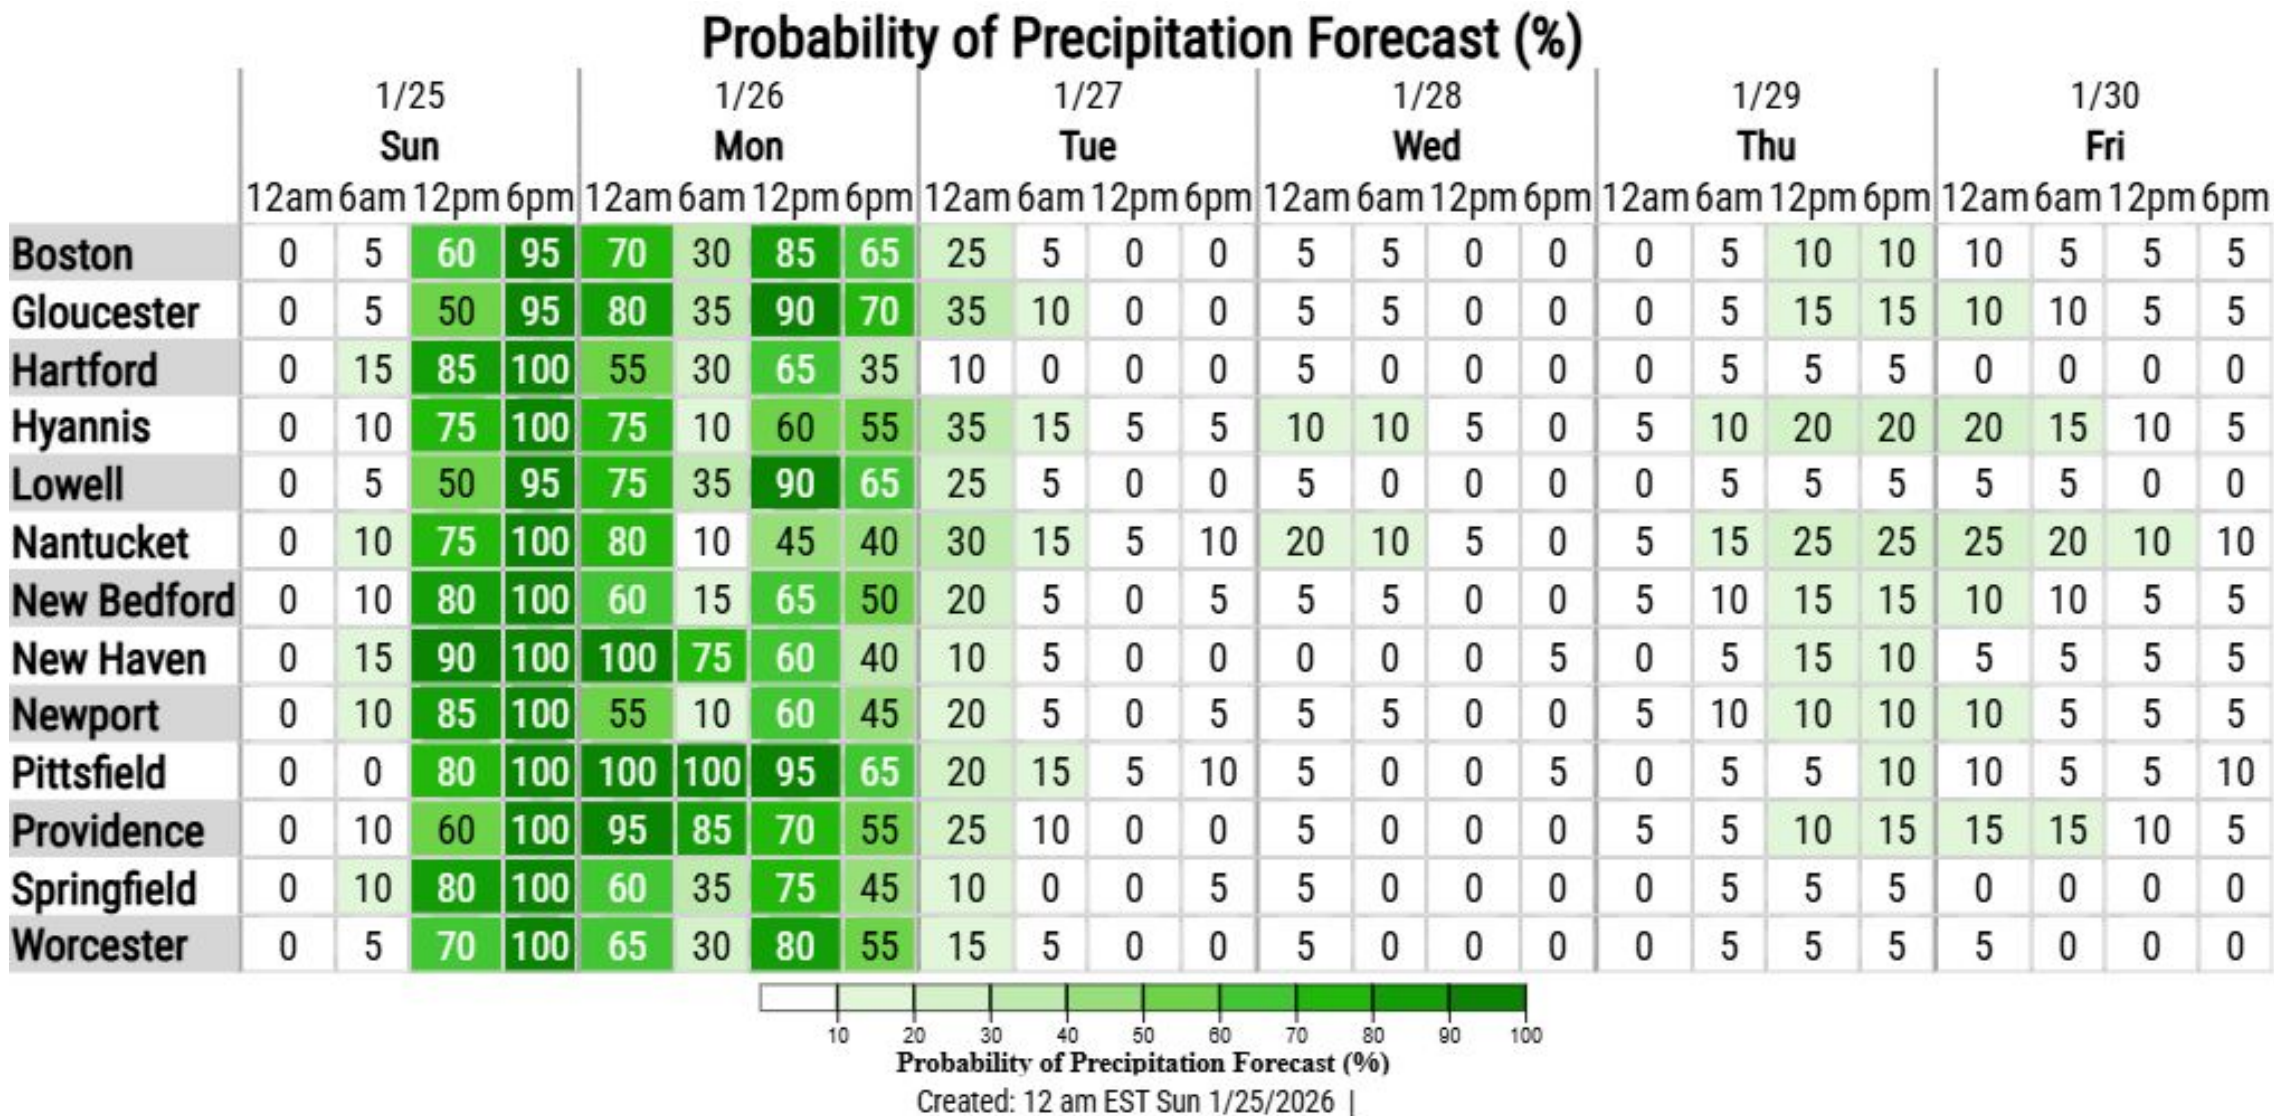 Probability of Precipitation Forecast (%)
1/25 1/26 1/27 1/28 1/29 1/30
Sun Mon Tue Wed Thu Fri
12am 6am 12pm 6pm 12am 6am 12pm 6pm 12am 6am 12pm 6pm 12am 6am 12pm 6pm 12am 6am 12pm 6pm 12am 6am 12pm 6pm
Boston 0 5 60 95 70 30 85 65 25 5 0 0 5 5 0 0 0 5 10 10 10 5 5 5
Gloucester 0 5 50 95 80 35 90 70 35 10 0 0 5 5 0 0 0 5 15 15 10 10 5 5
Hartford 0 15 85 100 55 30 65 35 10 0 0 0 5 0 0 0 0 5 5 5 0 0 0 0
Hyannis 0 10 75 100 75 10 60 55 35 15 5 5 10 10 5 0 5 10 20 20 20 15 10 5
Lowell 0 5 50 95 75 35 90 65 25 5 0 0 5 0 0 0 0 5 5 5 5 5 0 0
Nantucket 0 10 75 100 80 10 45 40 30 15 5 10 20 10 5 0 5 15 25 25 25 20 10 10
New Bedford 0 10 80 100 60 15 65 50 20 5 0 5 5 5 0 0 5 10 15 15 10 10 5 5
New Haven 0 15 90 100 100 75 60 40 10 5 0 0 0 0 0 5 0 5 15 10 5 5 5 5
Newport 0 10 85 100 55 10 60 45 20 5 0 5 5 5 0 0 5 10 10 10 10 5 5 5
Pittsfield 0 0 80 100 100 100 95 65 20 15 5 10 5 0 0 5 0 5 5 10 10 5 5 10
Providence 0 10 60 100 95 85 70 55 25 10 0 0 5 0 0 0 5 5 10 15 15 15 10 5
Springfield 0 10 80 100 60 35 75 45 10 0 0 5 5 0 0 0 0 5 5 5 0 0 0 0
Worcester 0 5 70 100 65 30 80 55 15 5 0 0 5 0 0 0 0 5 5 5 5 0 0 0
10 20 30 40 50 60 70 80 90 100
Probability of Precipitation Forecast (%)
Created: 12 am EST Sun 1/25/2026 |